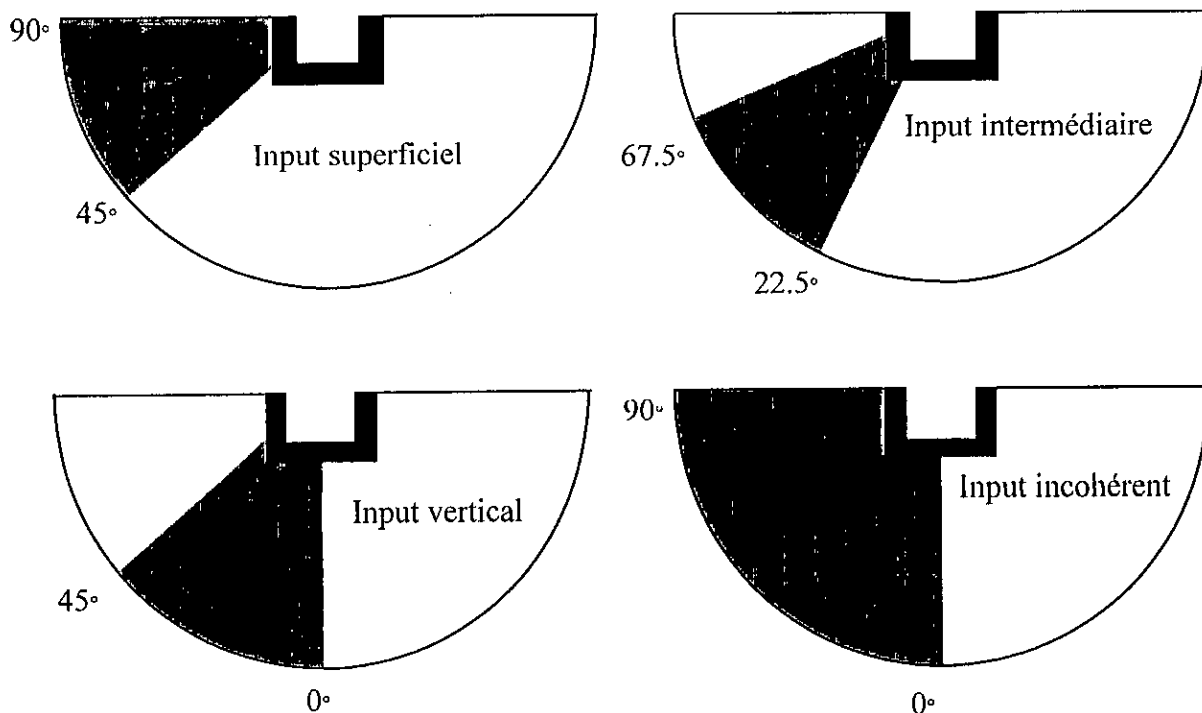 90°
Input superficiel
45°
Input intermédiaire
67.5°
22.5°
Input vertical
45°
0°
90°
Input incohérent
0°